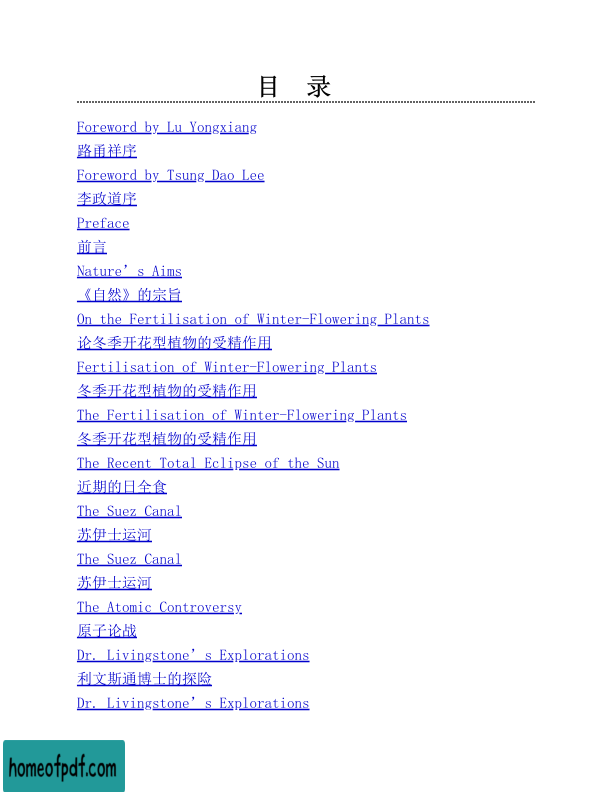 目 录
Foreword by Lu Yongxiang
路甬祥序
Foreword by Tsung Dao Lee
李政道序
Preface
前言
Nature’s Aims
《自然》的宗旨
On the Fertilisation of Winter-Flowering Plants
论冬季开花型植物的受精作用
Fertilisation of Winter-Flowering Plants
冬季开花型植物的受精作用
The Fertilisation of Winter-Flowering Plants
冬季开花型植物的受精作用
The Recent Total Eclipse of the Sun
近期的日全食
The Suez Canal
苏伊士运河
The Suez Canal
苏伊士运河
The Atomic Controversy
原子论战
Dr. Livingstone’s Explorations
利文斯通博士的探险
Dr. Livingstone’s Explorations
homeofpdf.com